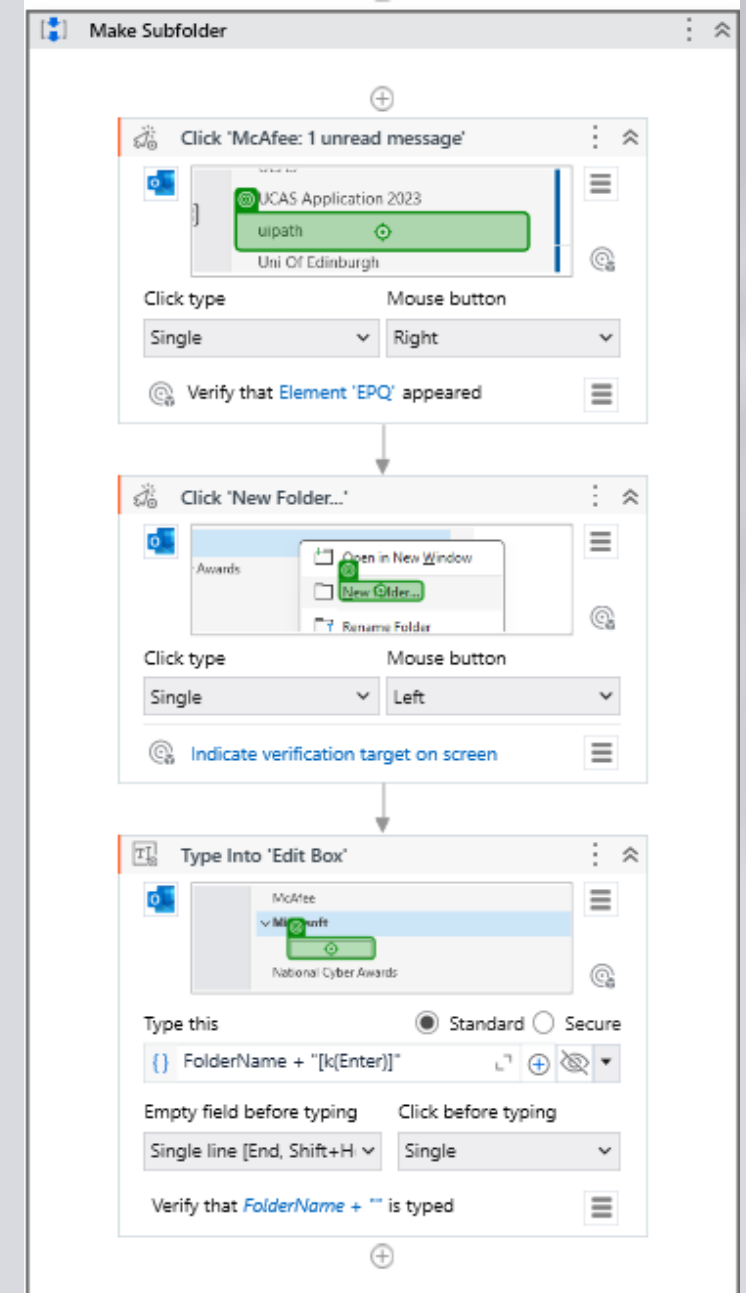 Make Subfolder
Click 'McAfee: 1 unread message'
UCAS Application 2023
uipath
Uni Of Edinburgh
Click type Mouse button
Single Right
Verify that Element 'EPQ' appeared
Click 'New Folder...'
Open in New Window
Awards
New Folder...
Rename Folder
Click type Mouse button
Single Left
Indicate verification target on screen
Type Into 'Edit Box'
McAfee
Microsoft
National Cyber Awards
Type this Standard Secure
{} FolderName + "[k(Enter)]"
Empty field before typing Click before typing
Single line [End, Shift+H Single
Verify that FolderName + "" is typed